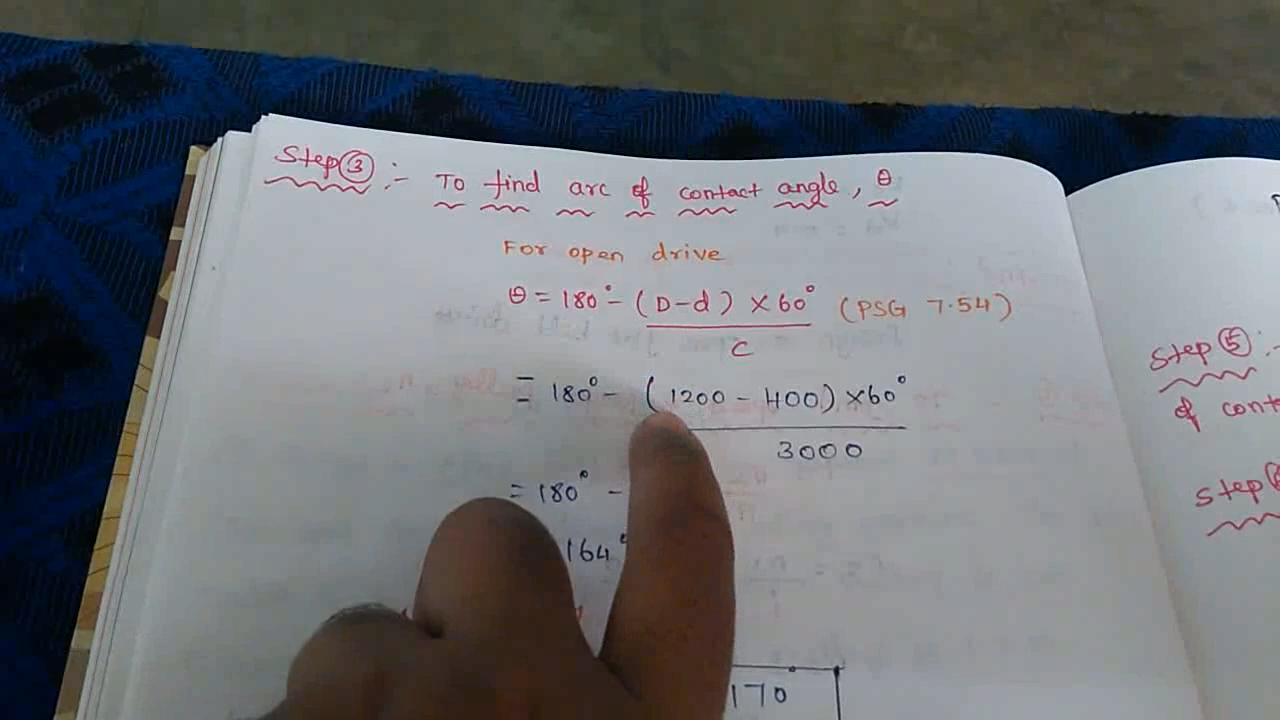 Step ③ :- To find arc of contact angle, θ
For open drive
θ = 180° - (D-d) × 60° (PSG 7.54)
C
= 180° - (1200 - 400) × 60°
3000
= 180° -
164°
170
Step ⑤ :-
of cont
Step